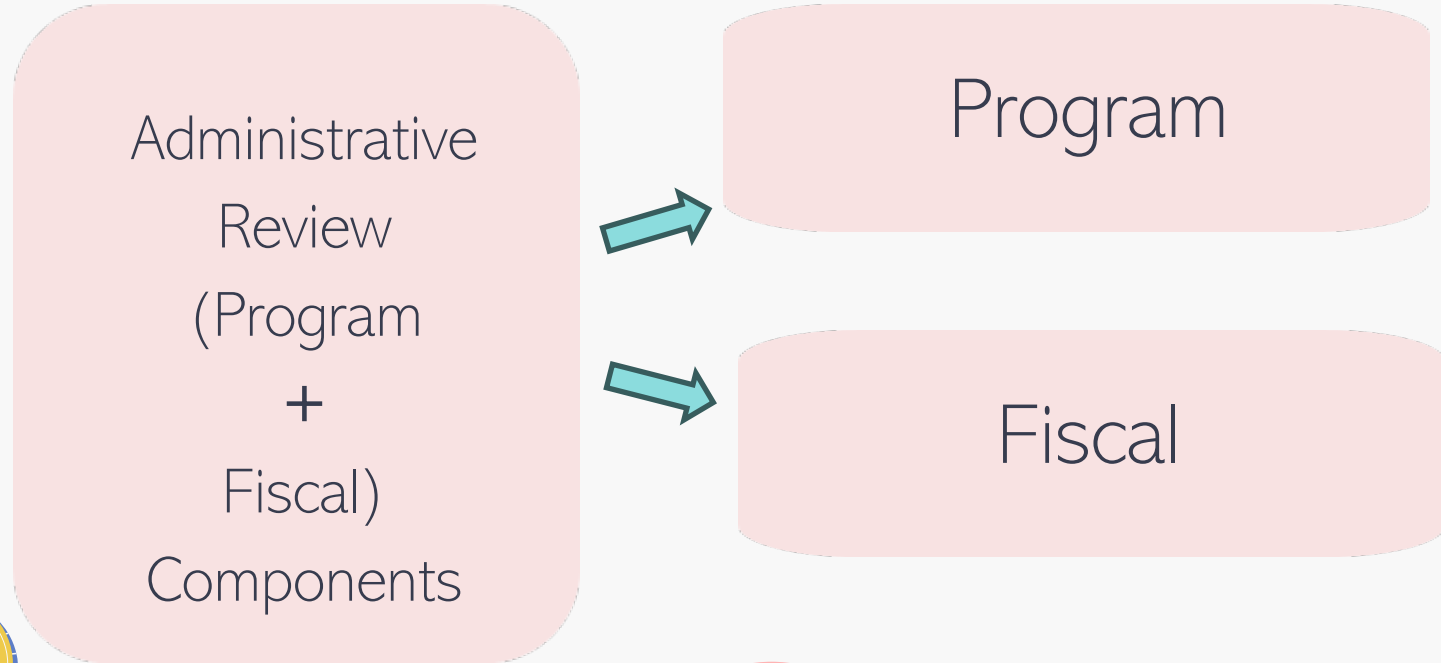 Administrative
Review
(Program
+
Fiscal)
Components
Program
Fiscal